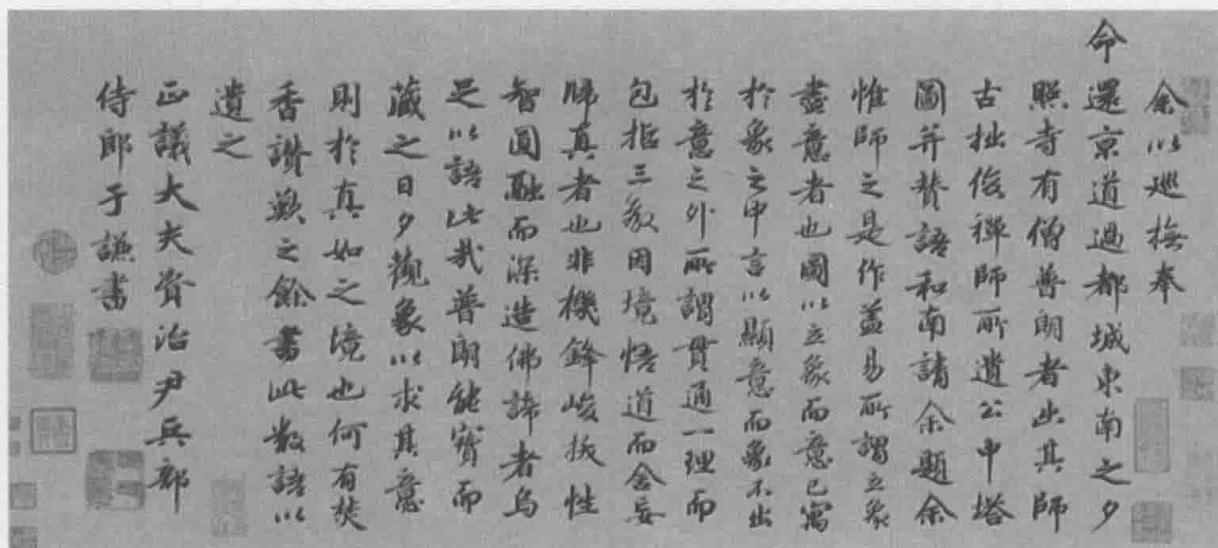 余以巡撫奉
命還京道過都城東南之夕
照寺有僧普朗者出其師
古拙俊禪師所遺公中塔
圖并贊語和南請余題余
惟師之是作蓋易所謂立象
盡意者也圖以立象而意已寓
於象之中言以顯意而象不出
於意之外所謂貫通一理而
包括三教因境悟道而舍妄
歸真者也非機鋒峻拔性
智圓融而深造佛諦者烏
足以語此哉普朗能寶而
藏之日夕觀象以求其意
則於真如之境也何有焚
香讚歎之餘書此數語以
遺之
正議大夫資治尹兵部
侍郎于謙書